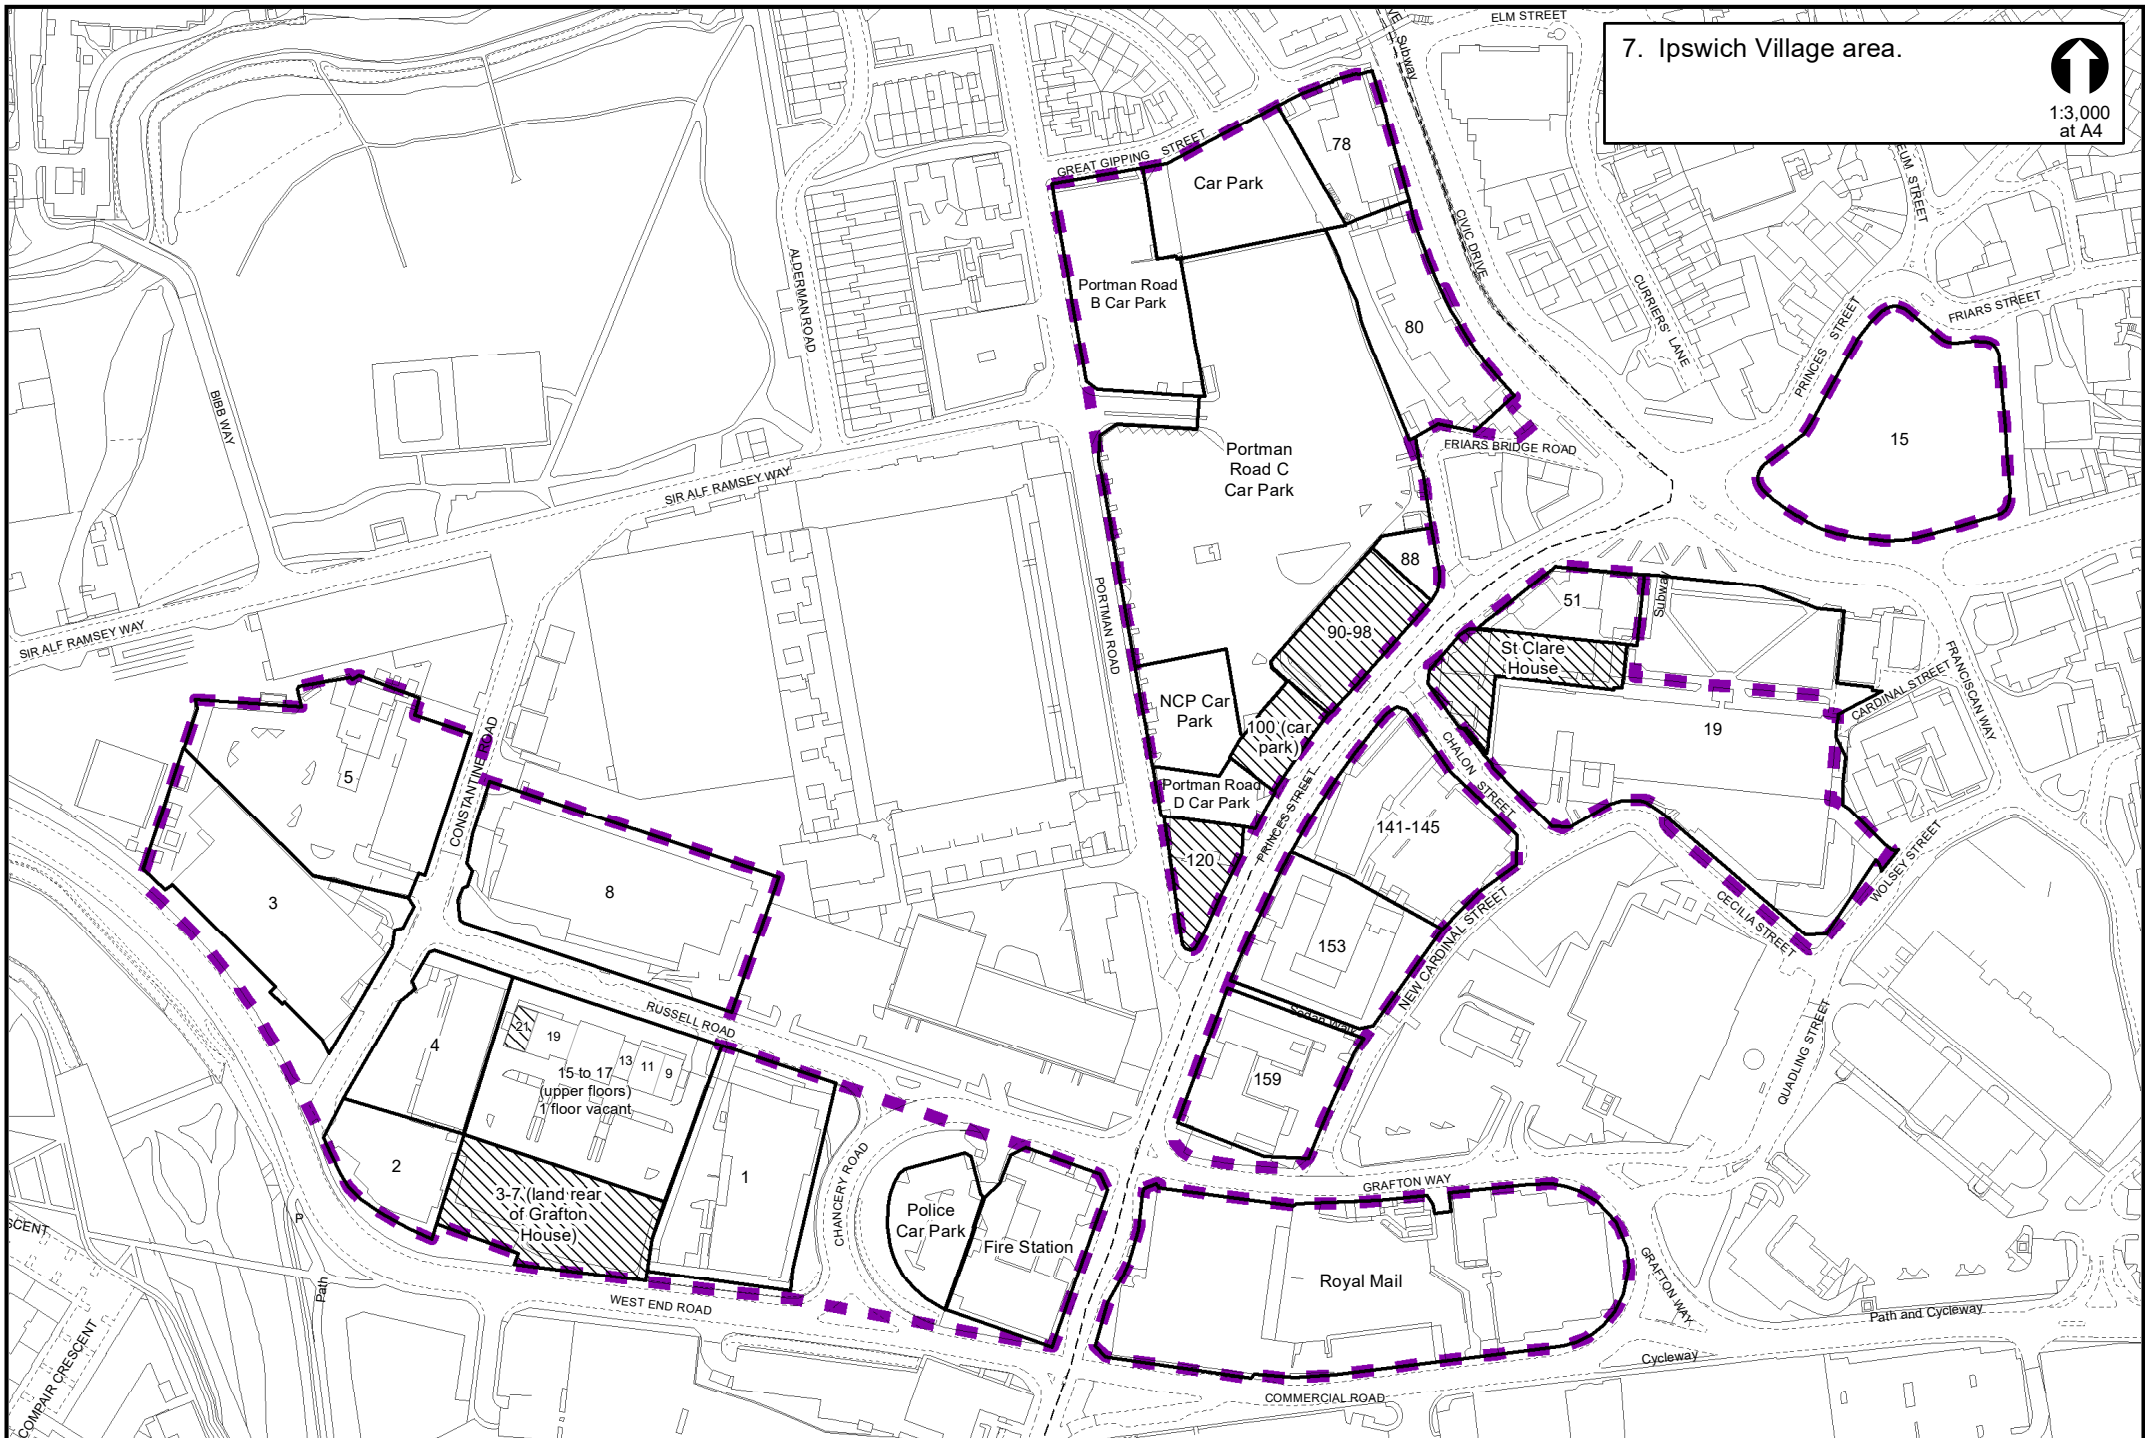 7. Ipswich Village area.
1:3,000
at A4
ELM STREET
Subway
GREAT GIPPING STREET
78
Car Park
CIVIC DRIVE
CURRIERS' LANE
PRINCES STREET
FRIARS STREET
ALDERMAN ROAD
Portman Road
B Car Park
80
15
BIBB WAY
FRIARS BRIDGE ROAD
Portman
Road C
Car Park
SIR ALF RAMSEY WAY
SIR ALF RAMSEY WAY
PORTMAN ROAD
88
90-98
51
Subway
St Clare
House
FRANCISCAN WAY
CARDINAL STREET
NCP Car
Park
100 (car
park)
19
CHALON STREET
5
CONSTANTINE ROAD
Portman Road
D Car Park
PRINCES STREET
141-145
120
WOLSEY STREET
CECILIA STREET
3
8
153
NEW CARDINAL STREET
QUADLING STREET
RUSSELL ROAD
4
21
19
13
11
9
15 to 17
(upper floors)
1 floor vacant
159
2
3-7 (land rear
of Grafton
House)
1
CHANCERY ROAD
Police
Car Park
Fire Station
GRAFTON WAY
Royal Mail
GRAFTON WAY
P
Path
SCENT
COMPAIR CRESCENT
WEST END ROAD
Path and Cycleway
Cycleway
COMMERCIAL ROAD